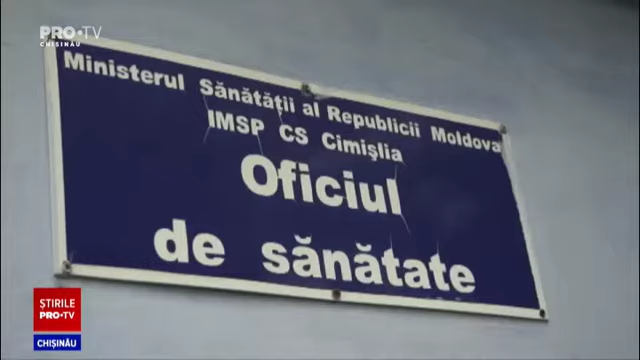 PRO•TV
CHIȘINĂU
Ministerul Sănătății al Republicii Moldova
IMSP CS Cimișlia
Oficiul
de sănătate
ȘTIRILE
PRO•TV
CHIȘINĂU